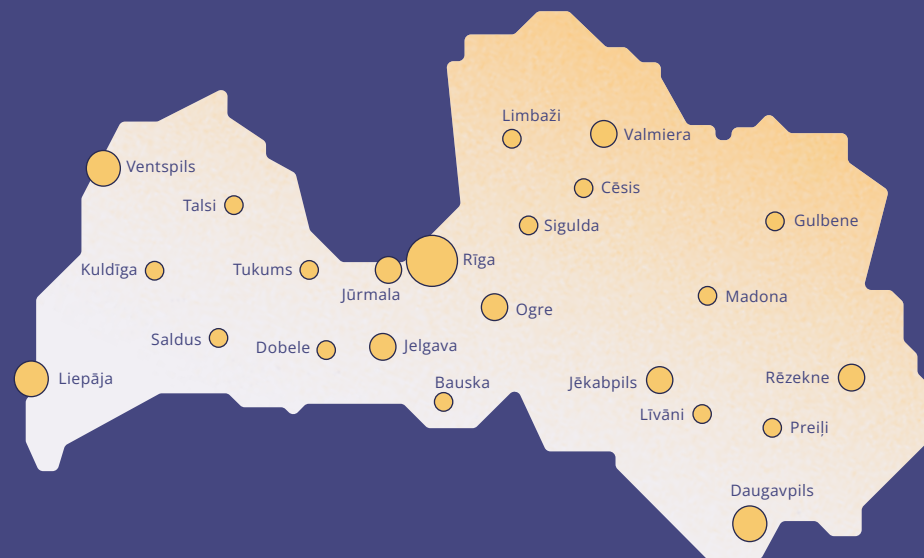 Limbaži
Valmiera
Ventspils
Cēsis
Talsi
Gulbene
Sigulda
Rīga
Kuldīga
Tukums
Jūrmala
Madona
Ogre
Saldus
Dobele
Jelgava
Liepāja
Bauska
Jēkabpils
Rēzekne
Līvāni
Preiļi
Daugavpils